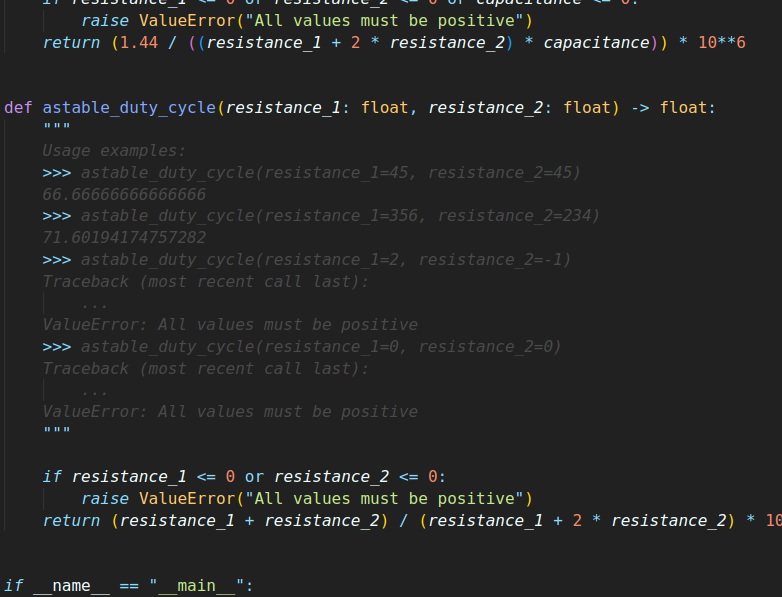 if resistance_1 <= 0 or resistance_2 <= 0 or capacitance <= 0:
        raise ValueError("All values must be positive")
    return (1.44 / ((resistance_1 + 2 * resistance_2) * capacitance)) * 10**6
def astable_duty_cycle(resistance_1: float, resistance_2: float) -> float:
    """
    Usage examples:
    >>> astable_duty_cycle(resistance_1=45, resistance_2=45)
    66.66666666666666
    >>> astable_duty_cycle(resistance_1=356, resistance_2=234)
    71.60194174757282
    >>> astable_duty_cycle(resistance_1=2, resistance_2=-1)
    Traceback (most recent call last):
        ...
    ValueError: All values must be positive
    >>> astable_duty_cycle(resistance_1=0, resistance_2=0)
    Traceback (most recent call last):
        ...
    ValueError: All values must be positive
    """
    if resistance_1 <= 0 or resistance_2 <= 0:
        raise ValueError("All values must be positive")
    return (resistance_1 + resistance_2) / (resistance_1 + 2 * resistance_2) * 10
if __name__ == "__main__":